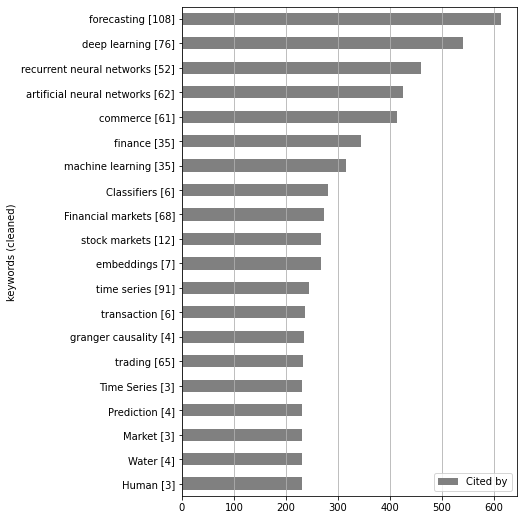 forecasting [108]
deep learning [76]
recurrent neural networks [52]
artificial neural networks [62]
commerce [61]
finance [35]
machine learning [35]
Classifiers [6]
Financial markets [68]
stock markets [12]
embeddings [7]
time series [91]
transaction [6]
granger causality [4]
trading [65]
Time Series [3]
Prediction [4]
Market [3]
Water [4]
Human [3]
keywords (cleaned)
Cited by
0 100 200 300 400 500 600